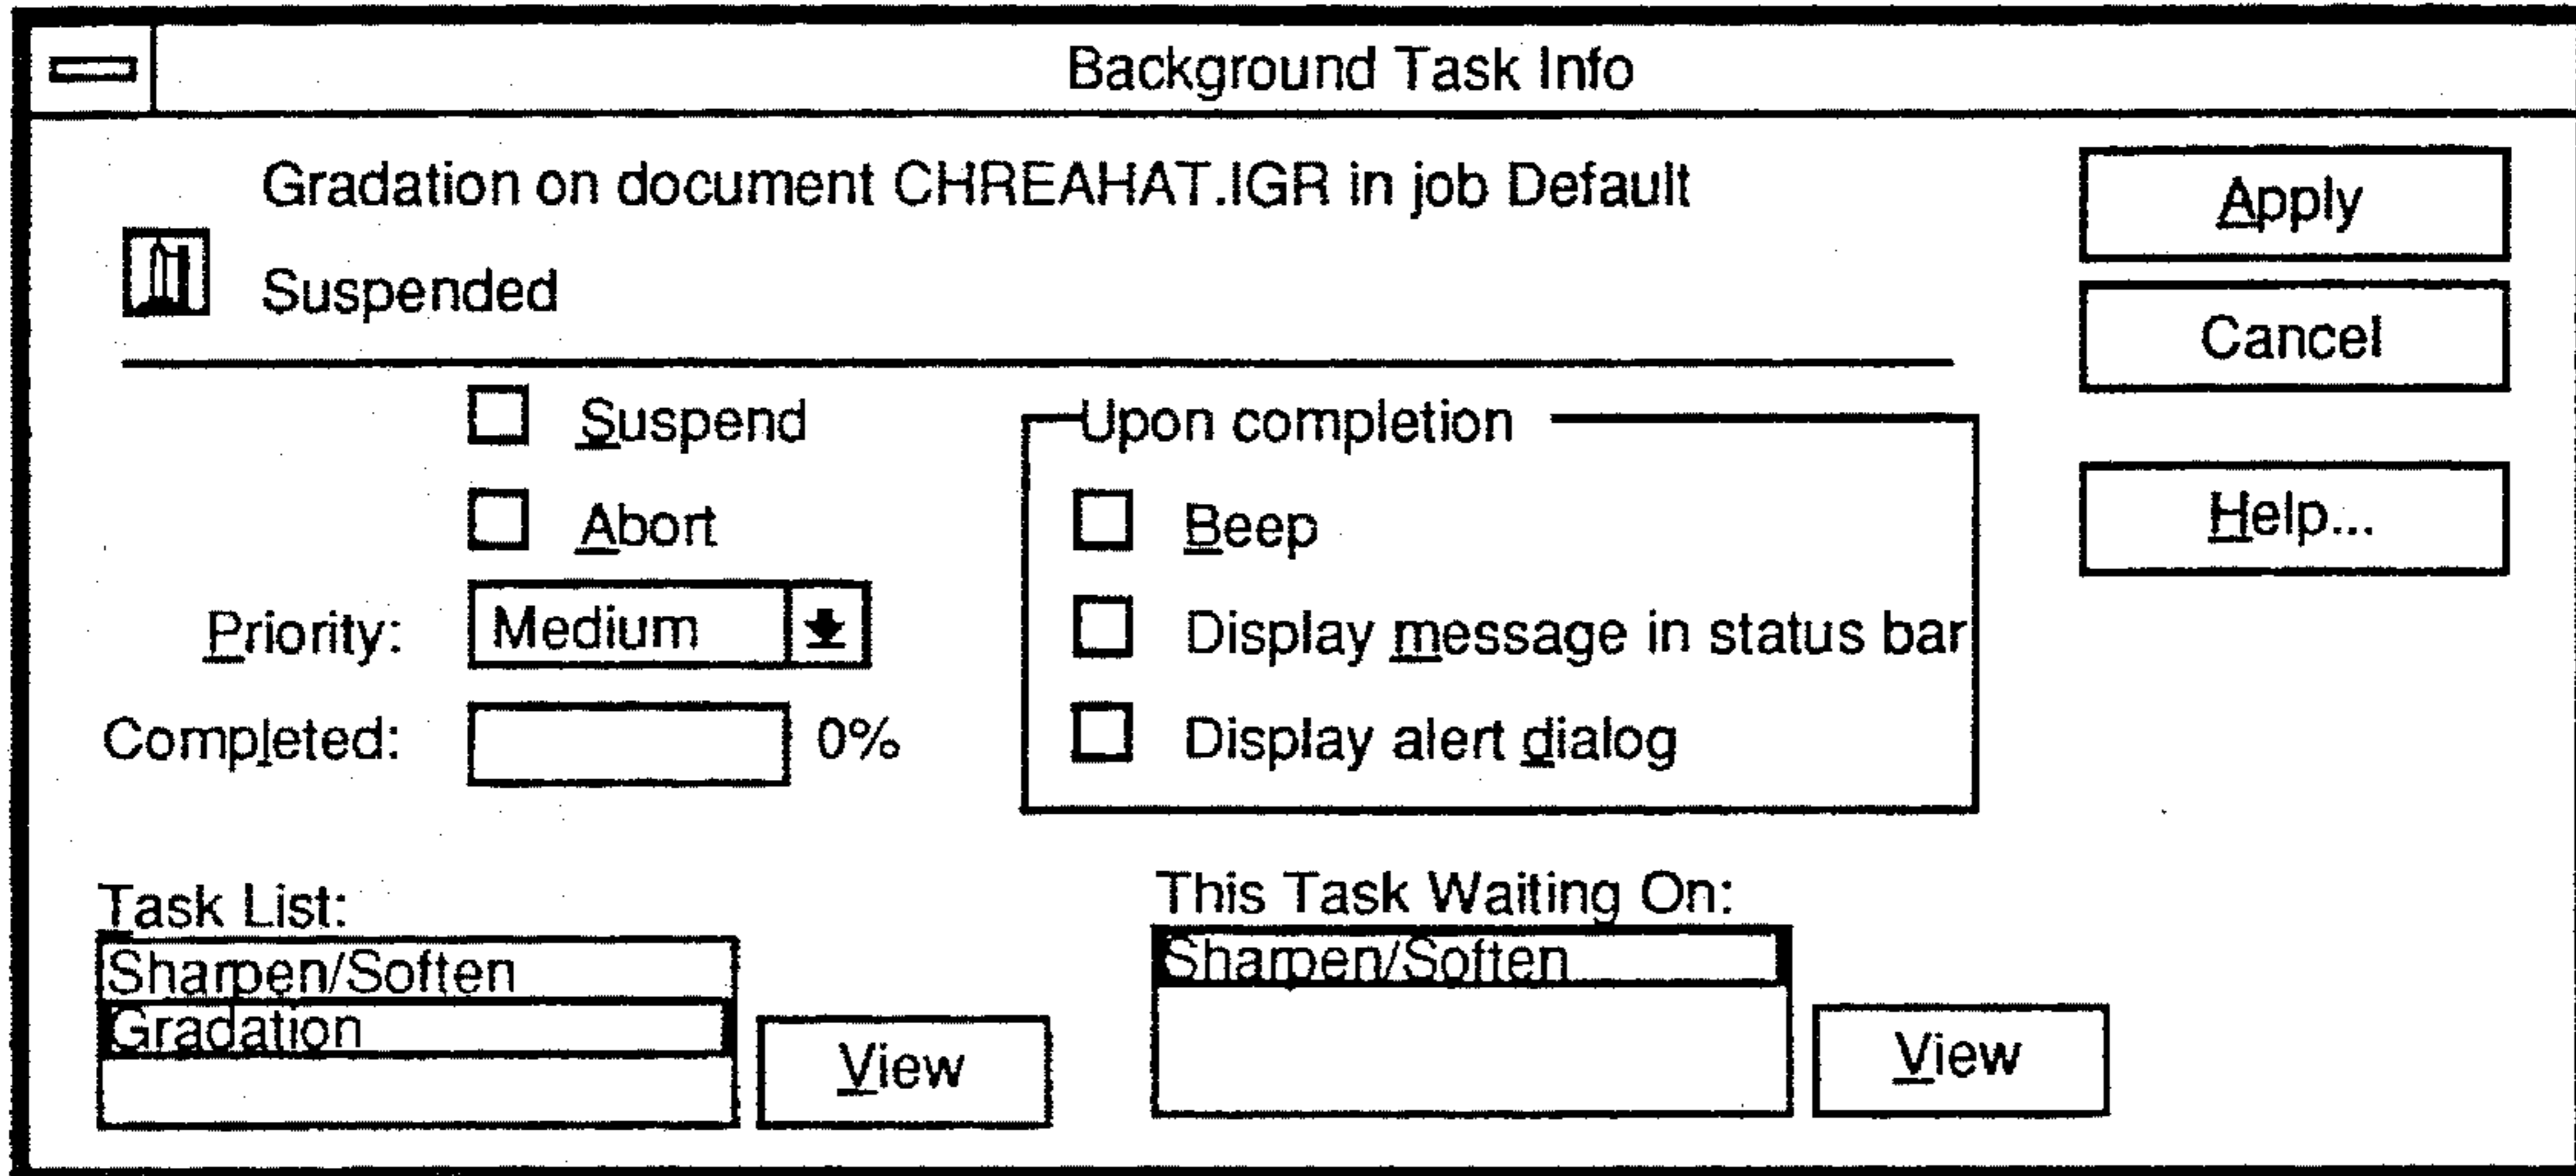 Background Task Info
Gradation on document CHREAHAT.IGR in job Default
Suspended
Apply
Cancel
Help...
Suspend
Abort
Priority: Medium
Completed: 0%
Upon completion
Beep
Display message in status bar
Display alert dialog
Task List:
Sharpen/Soften
Gradation
View
This Task Waiting On:
Sharpen/Soften
View